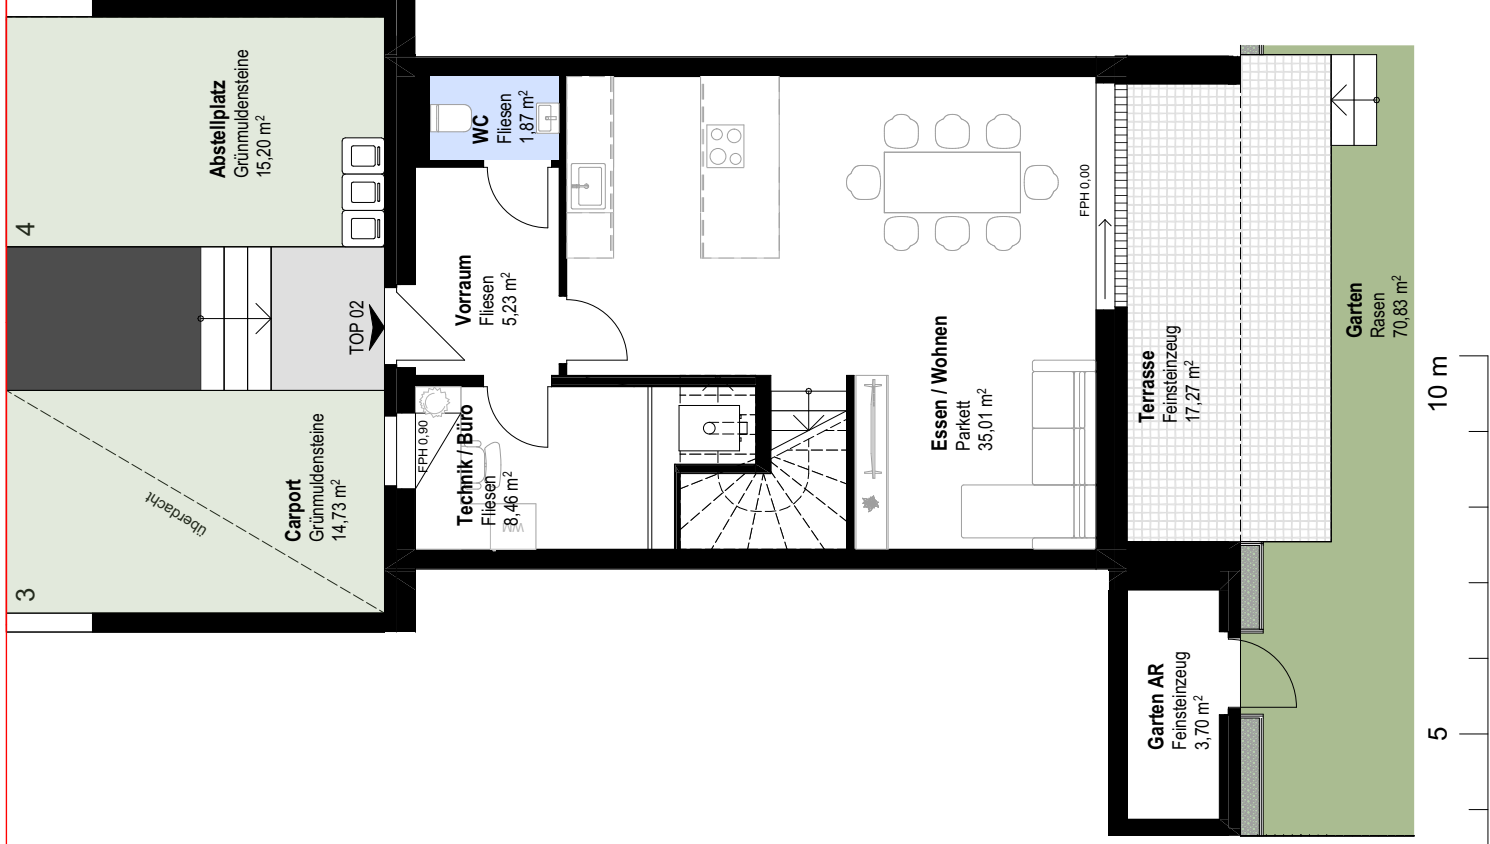 4
Abstellplatz
Grünmuldensteine
15,20 m²
TOP 02
3
überdacht
Carport
Grünmuldensteine
14,73 m²
WC
Fliesen
1,87 m²
Vorraum
Fliesen
5,23 m²
FPH 0,90
Technik / Büro
Fliesen
8,46 m²
WM
Essen / Wohnen
Parkett
35,01 m²
FPH 0,00
Terrasse
Feinsteinzeug
17,27 m²
Garten
Rasen
70,83 m²
Garten AR
Feinsteinzeug
3,70 m²
10 m
5